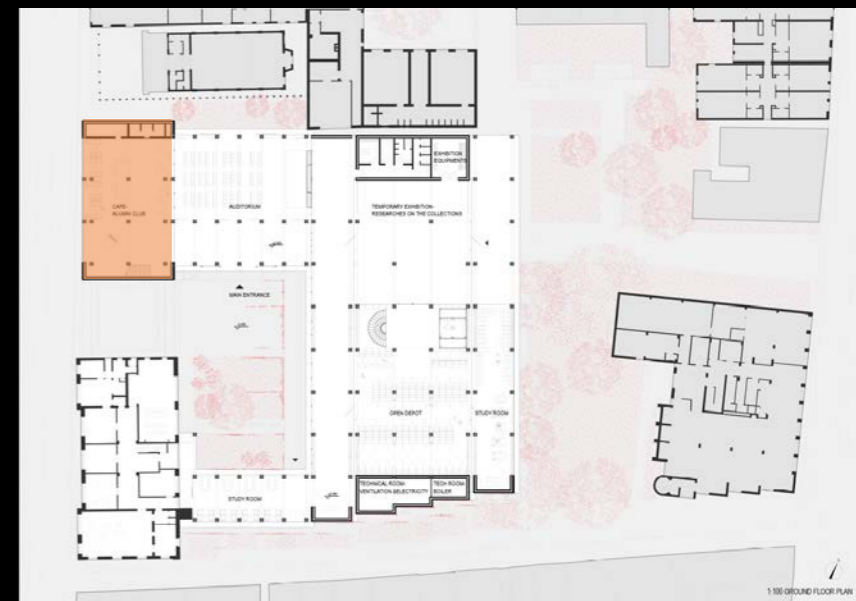 EXHIBITION
EQUIPMENTS
CAFE-
ALUMNI CLUB
AUDITORIUM
TEMPORARY EXHIBITION-
RESEARCHES ON THE COLLECTIONS
MAIN ENTRANCE
OPEN DEPOT
STUDY ROOM
TECHNICAL ROOM-
VENTILATION &ELECTRICITY
TECH ROOM-
BOILER
STUDY ROOM
1:100 GROUND FLOOR PLAN